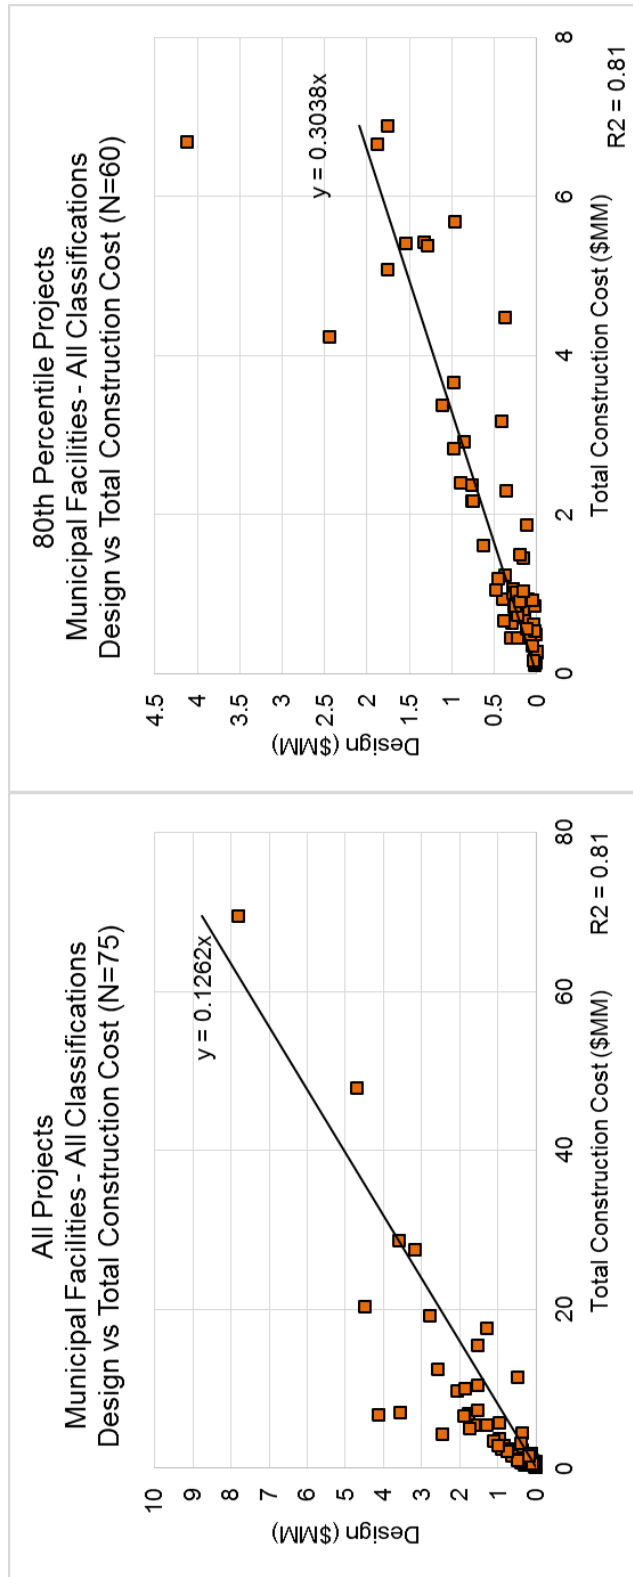 All Projects
Municipal Facilities - All Classifications
Design vs Total Construction Cost (N=75)
10
9
8
7
6
5
4
3
2
1
0
Design ($MM)
y = 0.1262x
0
20
40
60
80
Total Construction Cost ($MM)
R2 = 0.81
80th Percentile Projects
Municipal Facilities - All Classifications
Design vs Total Construction Cost (N=60)
4.5
4
3.5
3
2.5
2
1.5
1
0.5
0
Design ($MM)
y = 0.3038x
0
2
4
6
8
Total Construction Cost ($MM)
R2 = 0.81